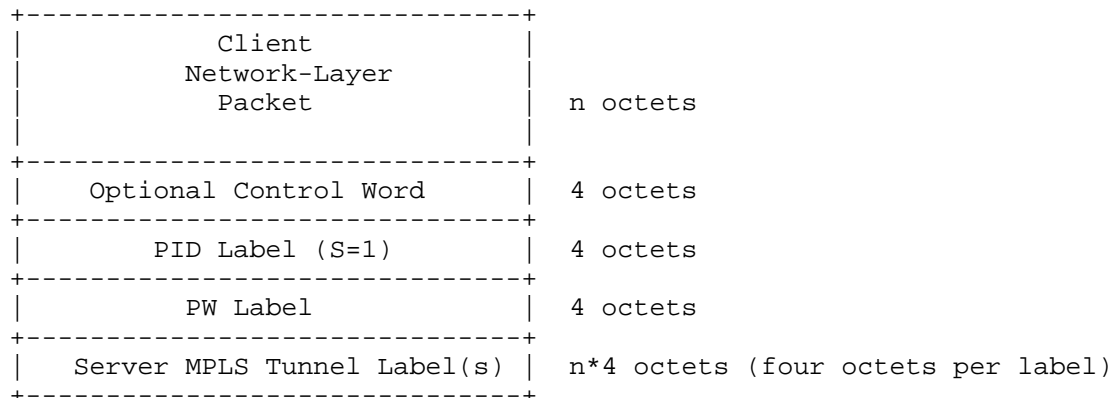 Client
Network-Layer
Packet n octets
Optional Control Word 4 octets
PID Label (S=1) 4 octets
PW Label 4 octets
Server MPLS Tunnel Label(s) n*4 octets (four octets per label)